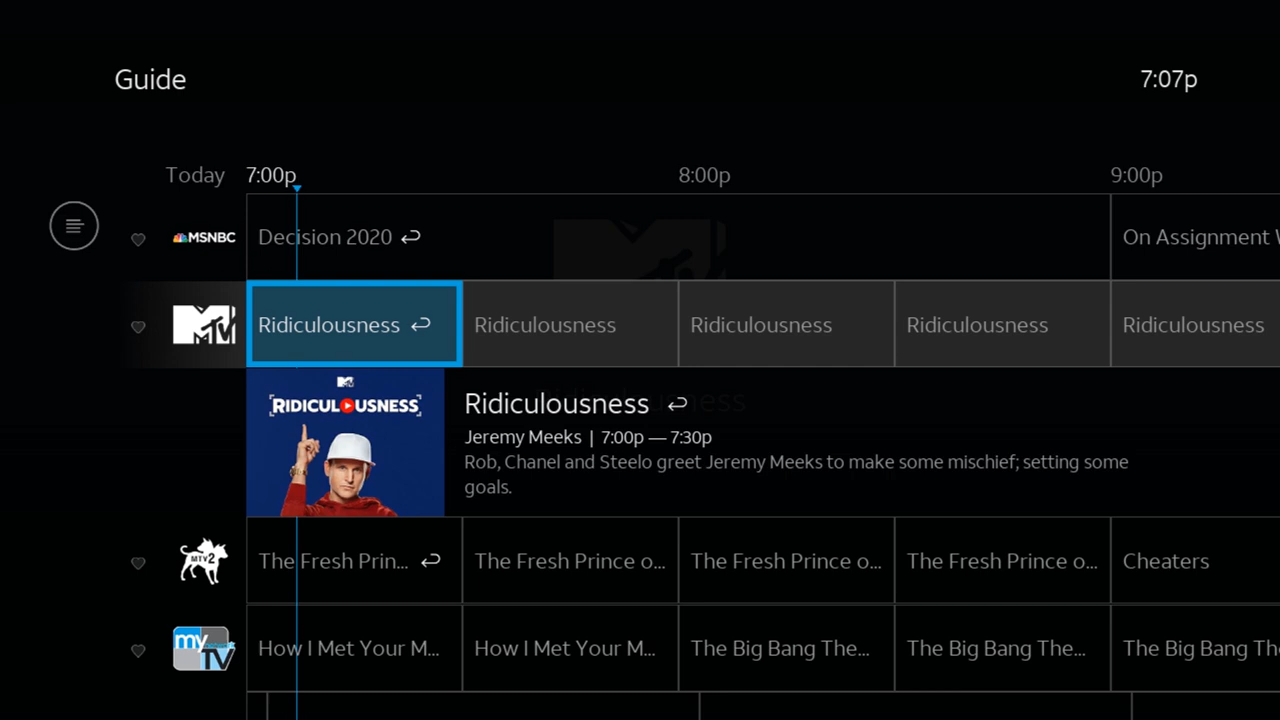 Guide
7:07p
Today 7:00p 8:00p 9:00p
MSNBC
Decision 2020
On Assignment
MTV
Ridiculousness
Ridiculousness
Ridiculousness
Ridiculousness
Ridiculousness
RIDICULOUSNESS
Ridiculousness
Jeremy Meeks | 7:00p — 7:30p
Rob, Chanel and Steelo greet Jeremy Meeks to make some mischief; setting some
goals.
MTV2
The Fresh Prin...
The Fresh Prince o...
The Fresh Prince o...
The Fresh Prince o...
Cheaters
my TV
How I Met Your M...
How I Met Your M...
The Big Bang The...
The Big Bang The...
The Big Bang Th